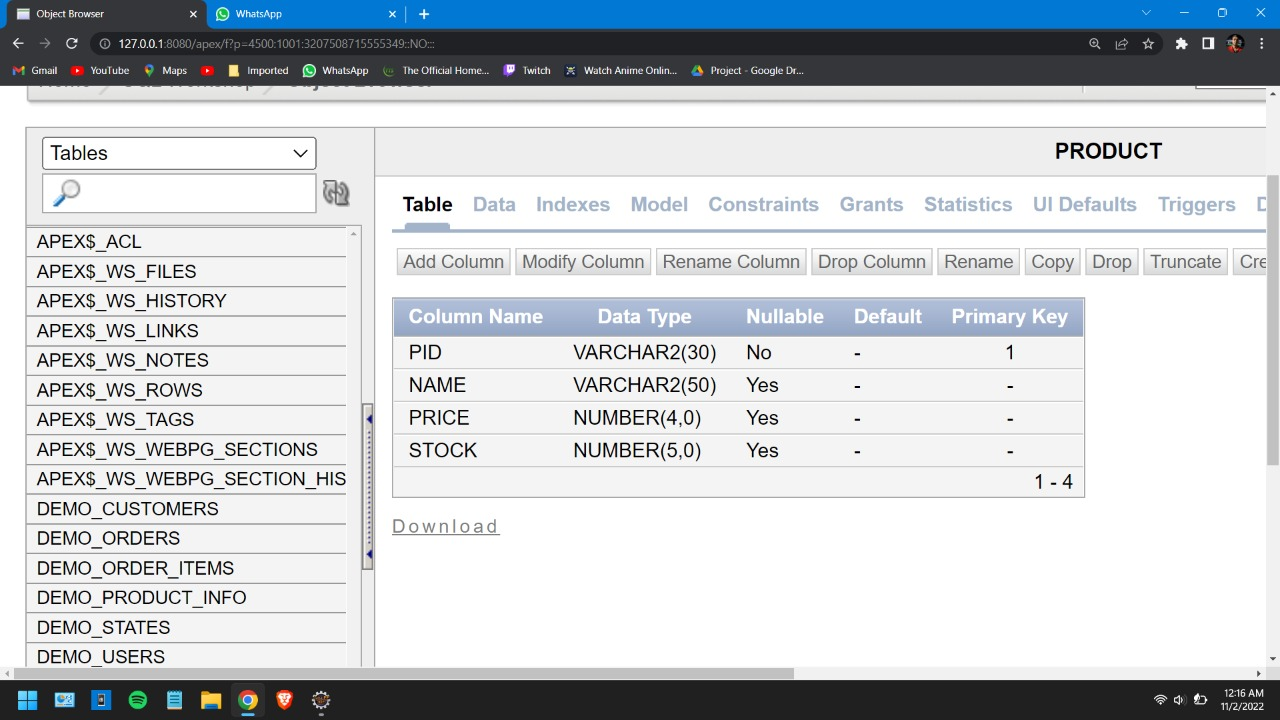 Object Browser
WhatsApp
127.0.0.1:8080/apex/f?p=4500:1001:3207508715555349::NO:::
Gmail YouTube Maps Imported WhatsApp The Official Home... Twitch Watch Anime Onlin... Project - Google Dr...
Tables
PRODUCT
Table Data Indexes Model Constraints Grants Statistics UI Defaults Triggers D
Add Column Modify Column Rename Column Drop Column Rename Copy Drop Truncate Cre
APEX$_ACL
APEX$_WS_FILES
APEX$_WS_HISTORY
APEX$_WS_LINKS
APEX$_WS_NOTES
APEX$_WS_ROWS
APEX$_WS_TAGS
APEX$_WS_WEBPG_SECTIONS
APEX$_WS_WEBPG_SECTION_HIS
DEMO_CUSTOMERS
DEMO_ORDERS
DEMO_ORDER_ITEMS
DEMO_PRODUCT_INFO
DEMO_STATES
DEMO_USERS
Column Name Data Type Nullable Default Primary Key
PID VARCHAR2(30) No - 1
NAME VARCHAR2(50) Yes - -
PRICE NUMBER(4,0) Yes - -
STOCK NUMBER(5,0) Yes - -
1 - 4
Download
12:16 AM
11/2/2022